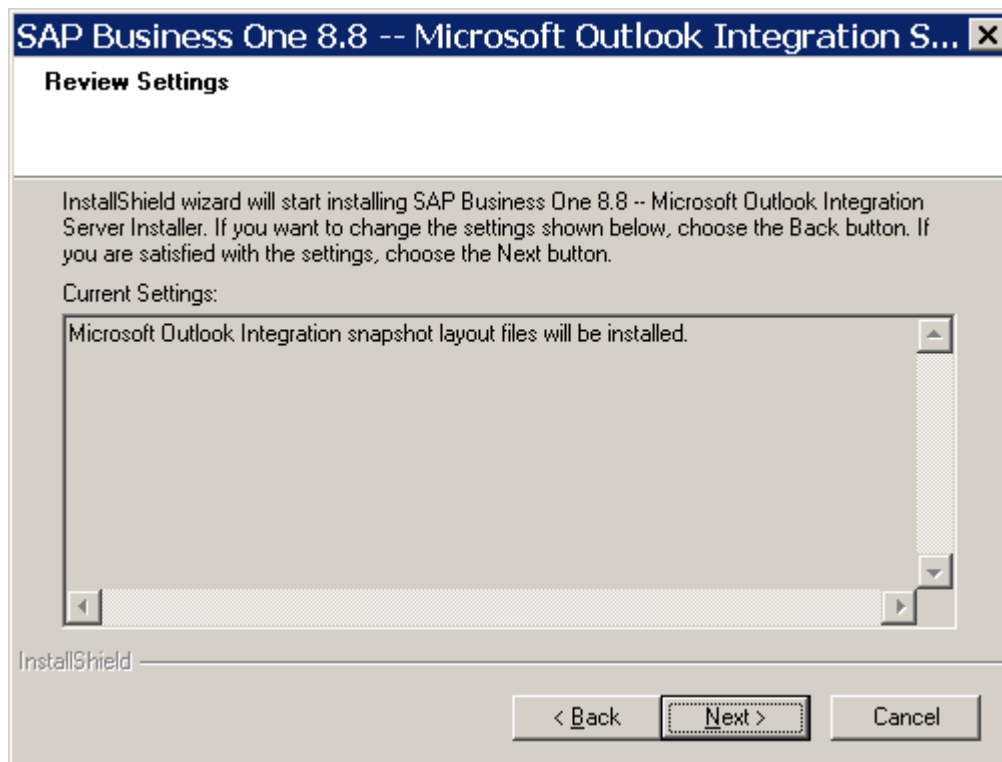 SAP Business One 8.8 -- Microsoft Outlook Integration S...
Review Settings
InstallShield wizard will start installing SAP Business One 8.8 -- Microsoft Outlook Integration
Server Installer. If you want to change the settings shown below, choose the Back button. If
you are satisfied with the settings, choose the Next button.
Current Settings:
Microsoft Outlook Integration snapshot layout files will be installed.
InstallShield
< Back
Next >
Cancel